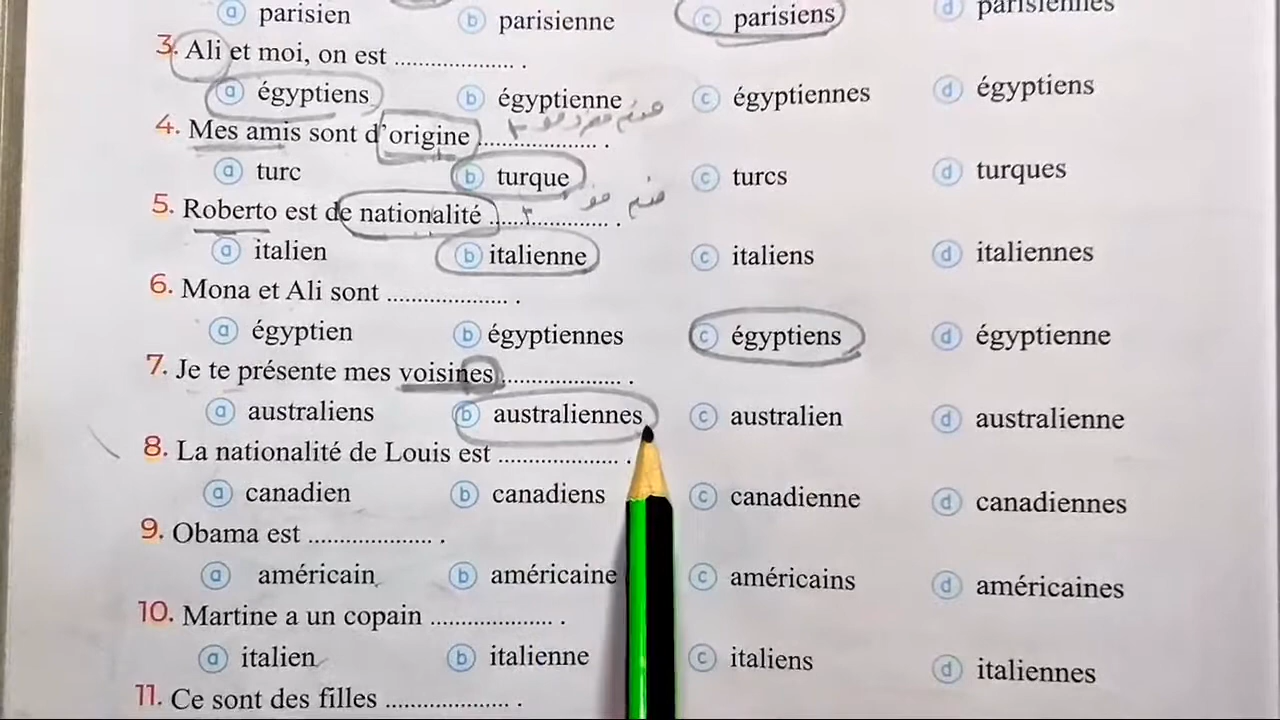 a parisien b parisienne c parisiens d parisiennes
3. Ali et moi, on est .................... .
a égyptiens b égyptienne c égyptiennes d égyptiens
4. Mes amis sont d'origine .................... .
a turc b turque c turcs d turques
5. Roberto est de nationalité .................... .
a italien b italienne c italiens d italiennes
6. Mona et Ali sont .................... .
a égyptien b égyptiennes c égyptiens d égyptienne
7. Je te présente mes voisines .................... .
a australiens b australiennes c australien d australienne
8. La nationalité de Louis est .................... .
a canadien b canadiens c canadienne d canadiennes
9. Obama est .................... .
a américain b américaine c américains d américaines
10. Martine a un copain .................... .
a italien b italienne c italiens d italiennes
11. Ce sont des filles .................... .